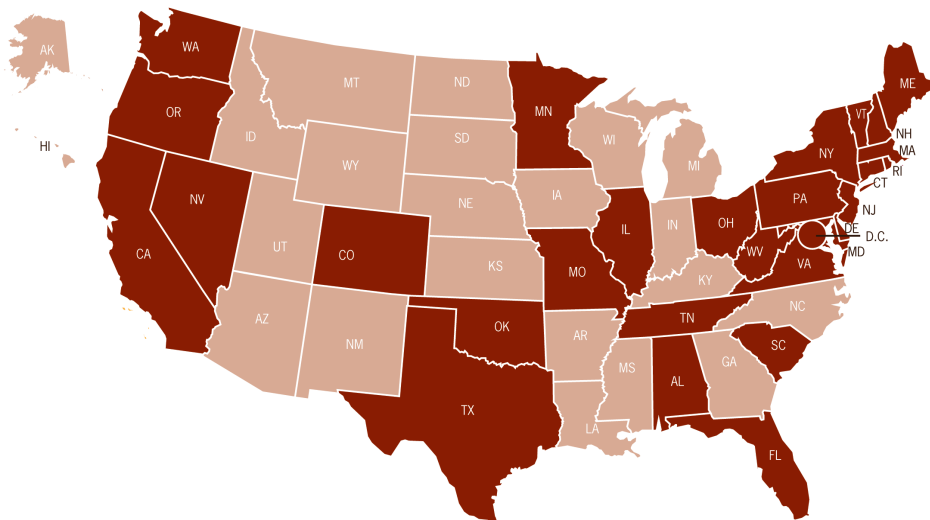 AK
WA
MT
ND
MN
ME
VT
OR
ID
SD
WI
NH
HI
WY
MI
NY
MA
RI
CT
NV
NE
IA
PA
NJ
CA
UT
CO
IL
IN
OH
DE
D.C.
WV
MD
VA
KS
MO
KY
NC
AZ
NM
OK
AR
TN
SC
MS
AL
GA
TX
LA
FL